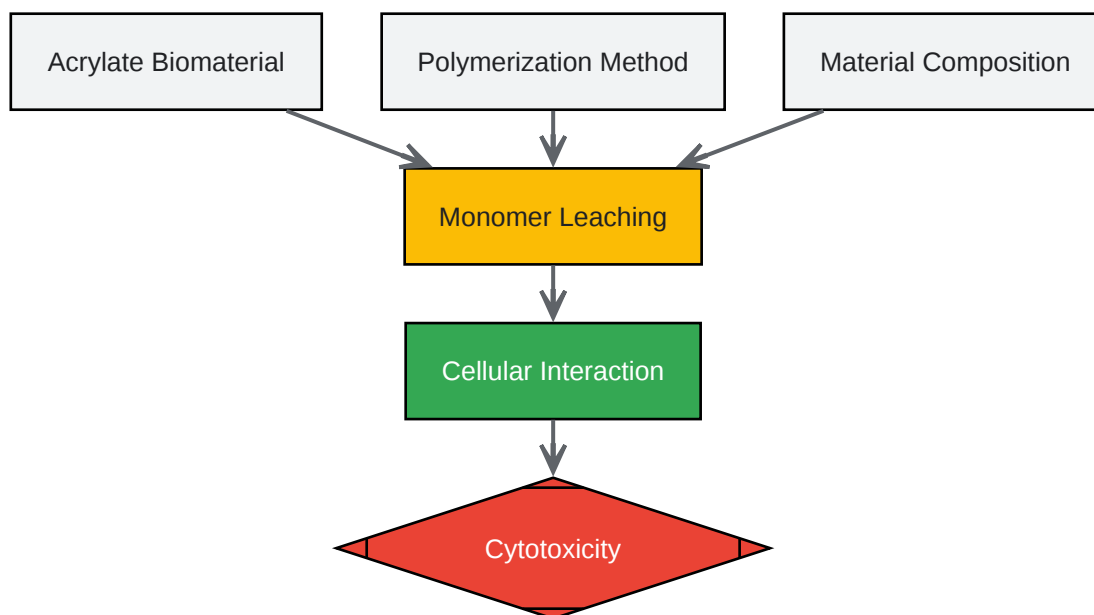 Acrylate Biomaterial
Polymerization Method
Material Composition
Monomer Leaching
Cellular Interaction
Cytotoxicity